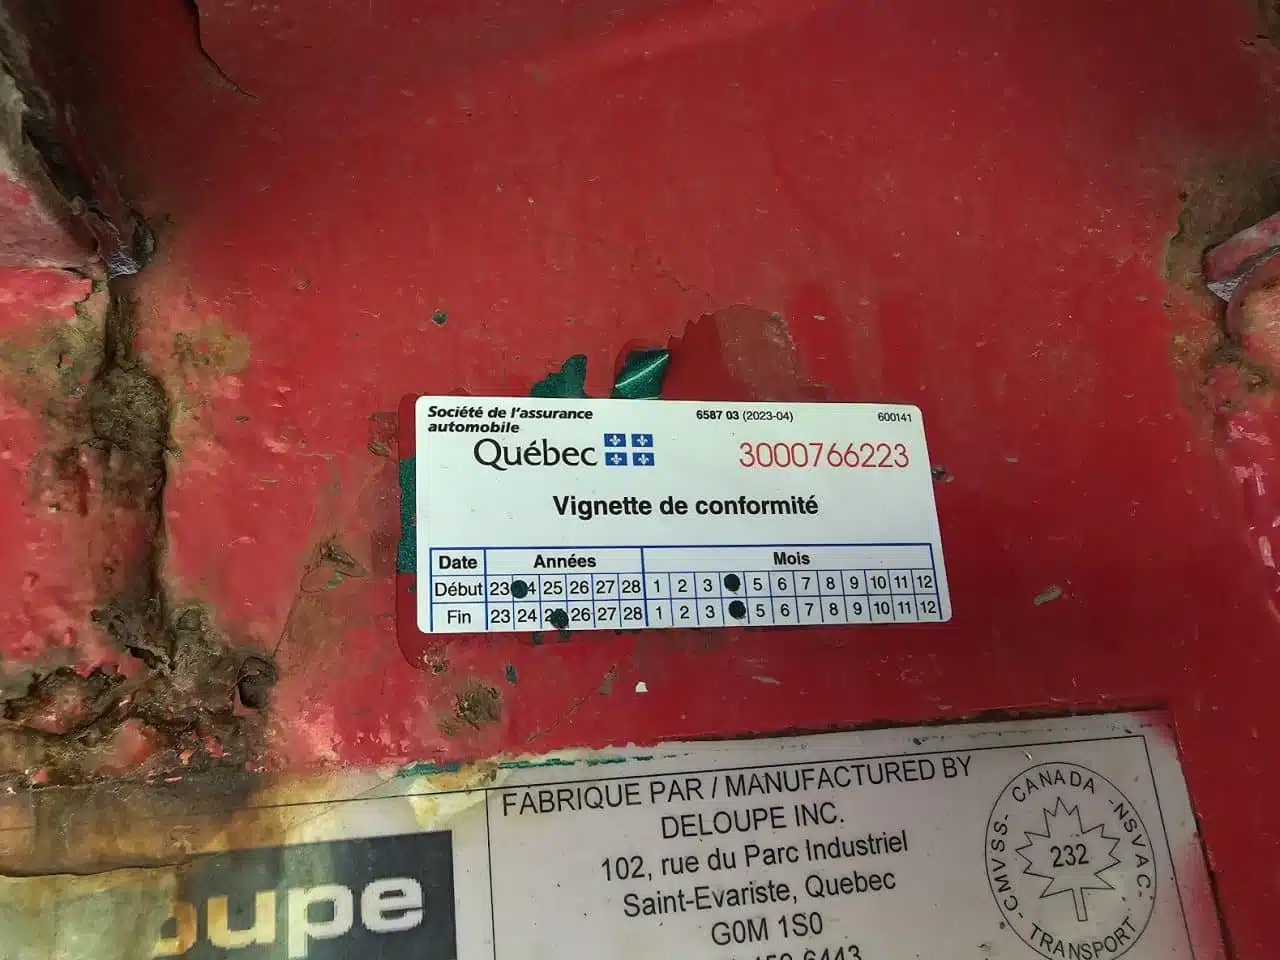 Société de l'assurance
automobile
Québec
6587 03 (2023-04)
600141
3000766223
Vignette de conformité
Date Années Mois
Début 23 4 25 26 27 28 1 2 3 5 6 7 8 9 10 11 12
Fin 23 24 26 27 28 1 2 3 5 6 7 8 9 10 11 12
FABRIQUE PAR / MANUFACTURED BY
DELOUPE INC.
102, rue du Parc Industriel
Saint-Evariste, Quebec
G0M 1S0
oupe
CMVSS - CANADA - NSVAC - TRANSPORT
232